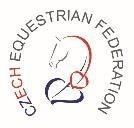 CZECH EQUESTRIAN FEDERATION